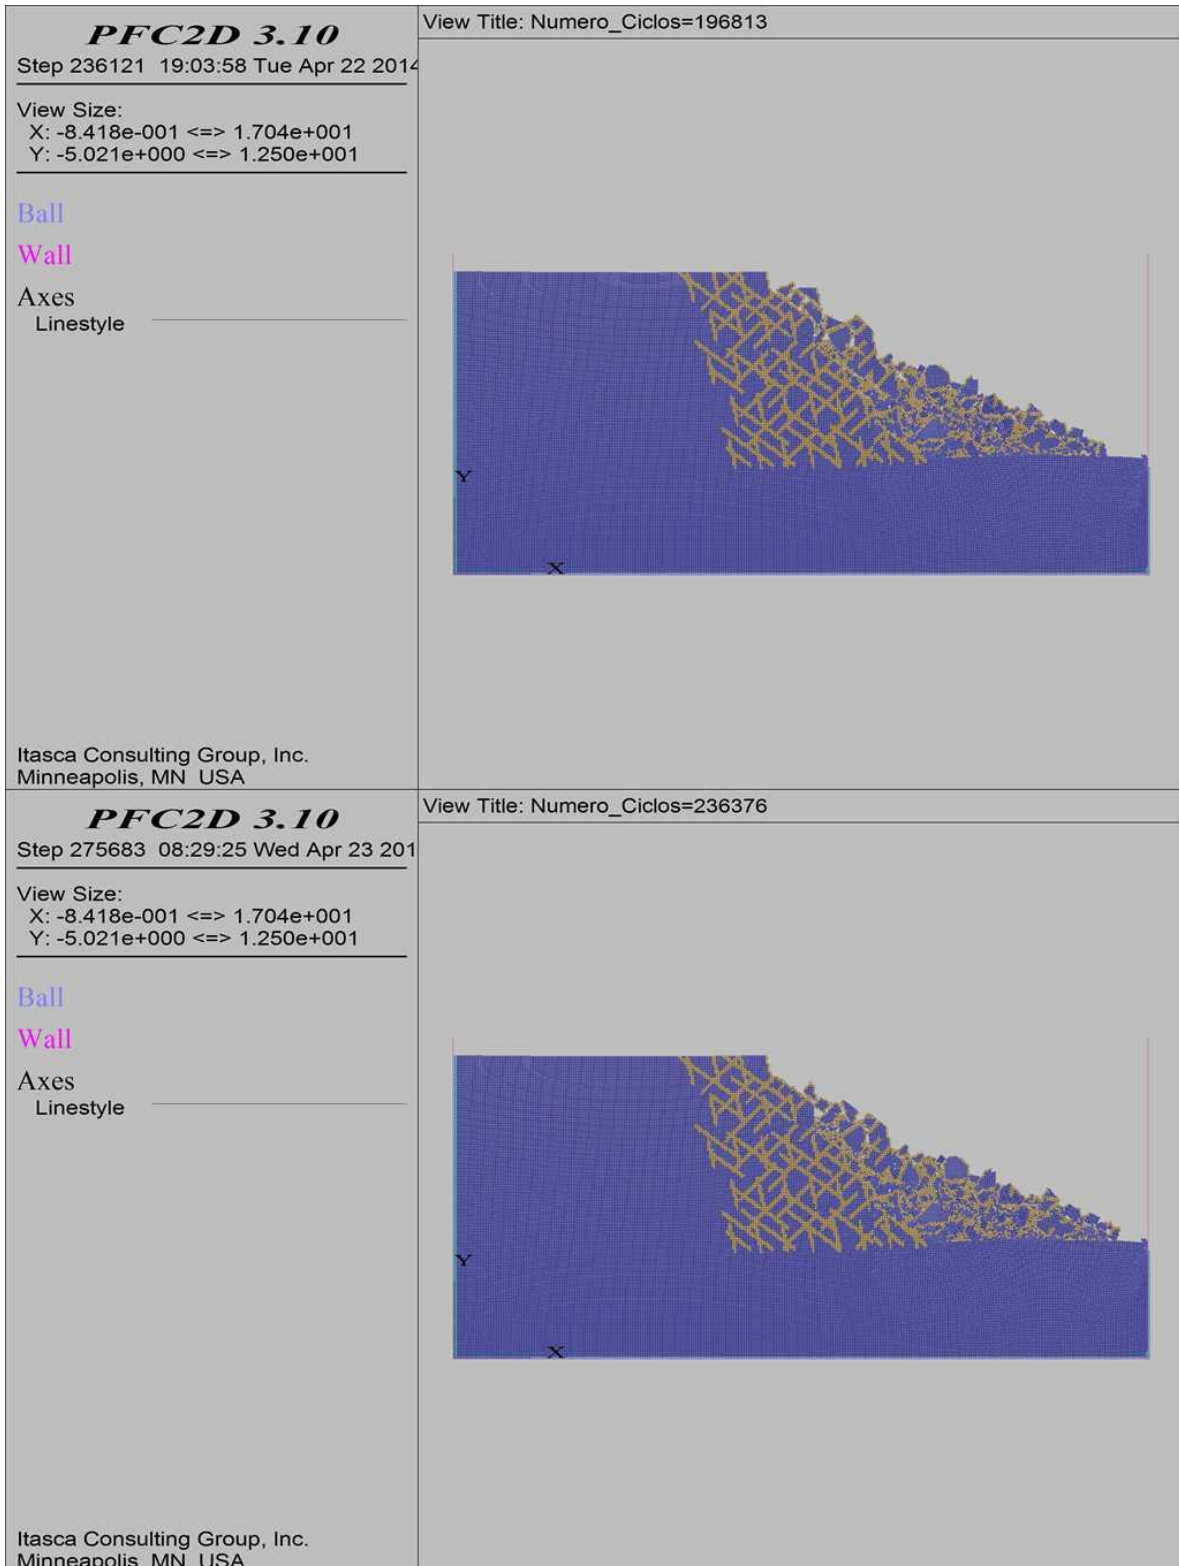 PFC2D 3.10
Step 236121 19:03:58 Tue Apr 22 2014
View Size:
X: -8.418e-001 <=> 1.704e+001
Y: -5.021e+000 <=> 1.250e+001
Ball
Wall
Axes
Linestyle
Itasca Consulting Group, Inc.
Minneapolis, MN USA
View Title: Numero_Ciclos=196813
Y
X
PFC2D 3.10
Step 275683 08:29:25 Wed Apr 23 201
View Size:
X: -8.418e-001 <=> 1.704e+001
Y: -5.021e+000 <=> 1.250e+001
Ball
Wall
Axes
Linestyle
Itasca Consulting Group, Inc.
Minneapolis, MN USA
View Title: Numero_Ciclos=236376
Y
X